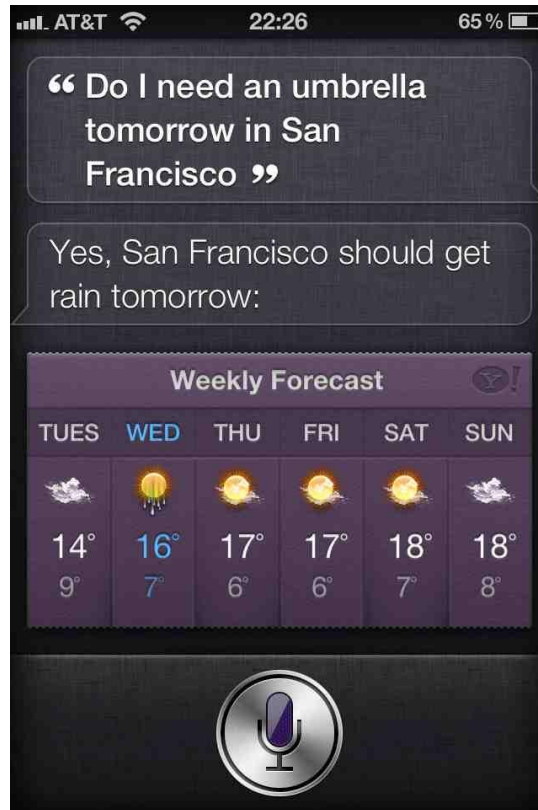 AT&T 22:26 65%
“ Do I need an umbrella
tomorrow in San
Francisco ”
Yes, San Francisco should get
rain tomorrow:
Weekly Forecast Y!
TUES WED THU FRI SAT SUN
14° 16° 17° 17° 18° 18°
9° 7° 6° 6° 7° 8°